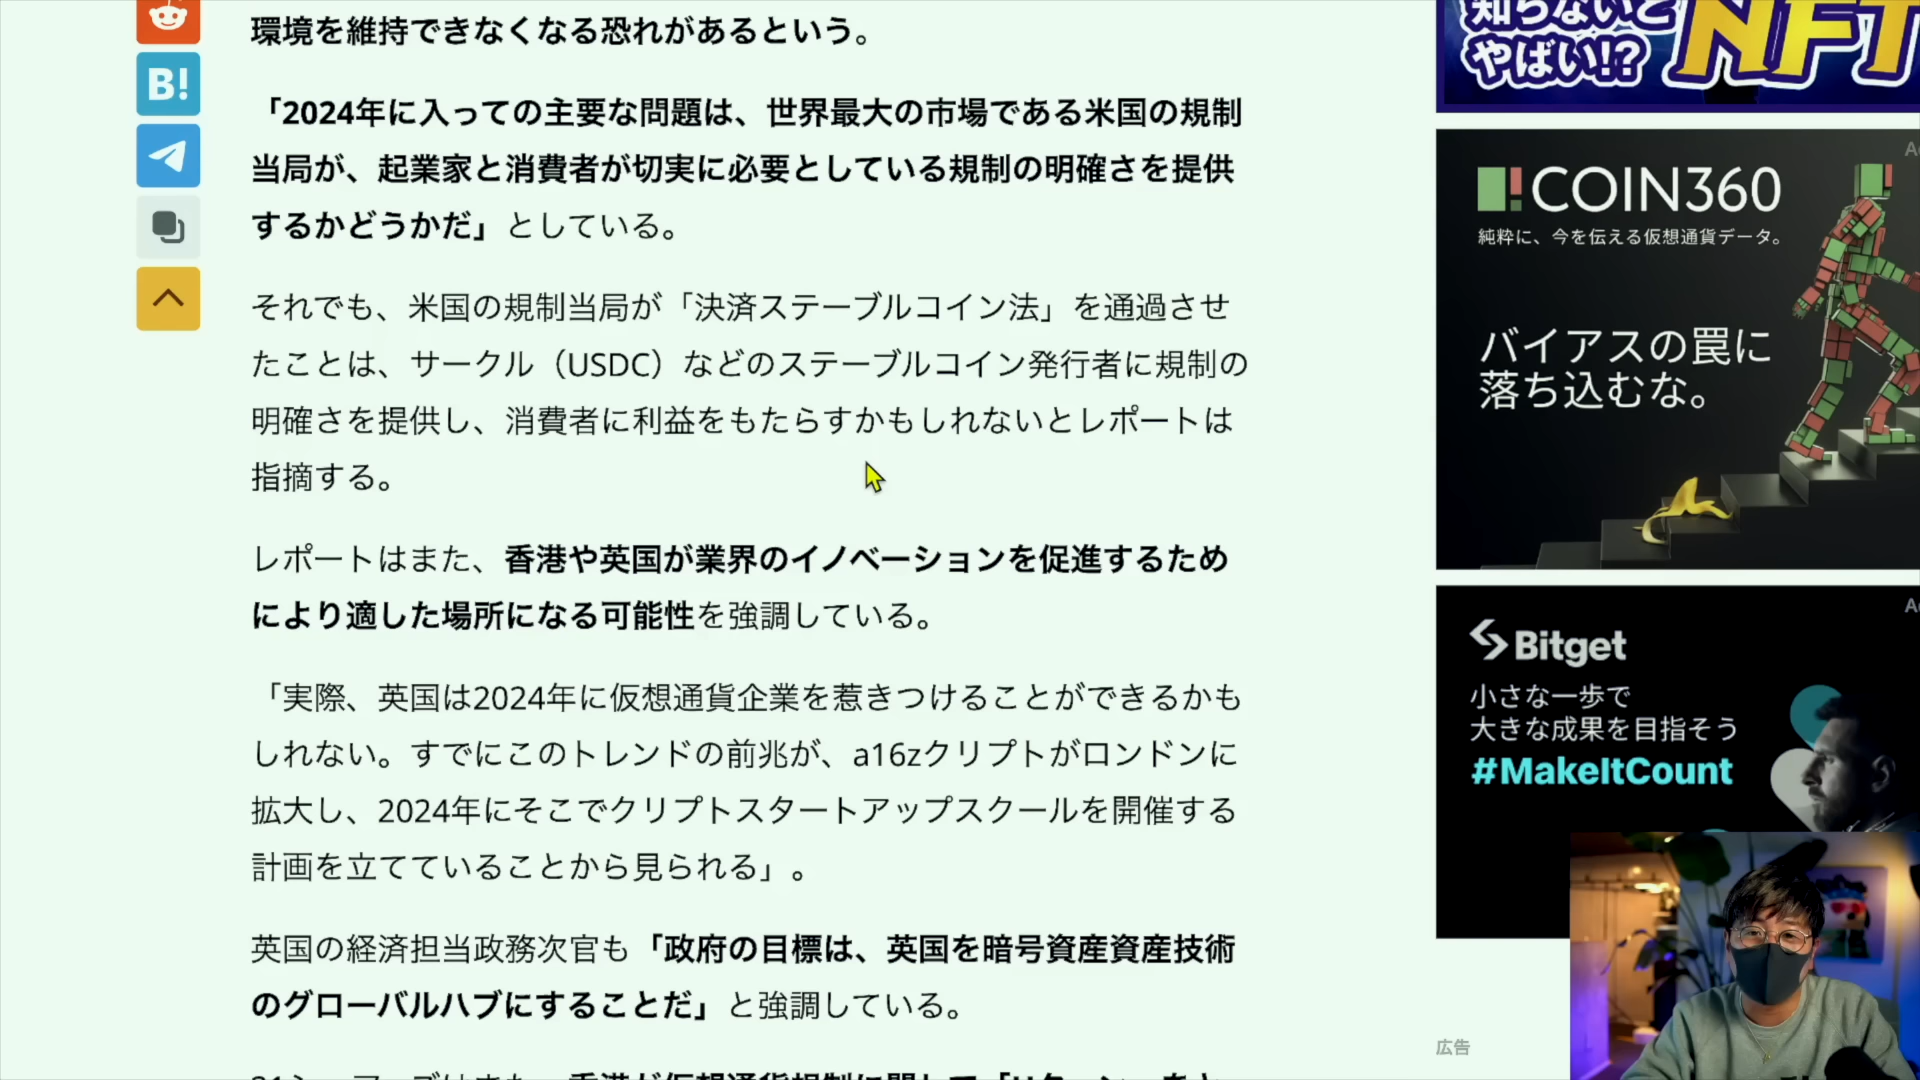 環境を維持できなくなる恐れがあるという。
「2024年に入っての主要な問題は、世界最大の市場である米国の規制
当局が、起業家と消費者が切実に必要としている規制の明確さを提供
するかどうかだ」としている。
それでも、米国の規制当局が「決済ステーブルコイン法」を通過させ
たことは、サークル（USDC）などのステーブルコイン発行者に規制の
明確さを提供し、消費者に利益をもたらすかもしれないとレポートは
指摘する。
レポートはまた、香港や英国が業界のイノベーションを促進するため
により適した場所になる可能性を強調している。
「実際、英国は2024年に仮想通貨企業を惹きつけることができるかも
しれない。すでにこのトレンドの前兆が、a16zクリプトがロンドンに
拡大し、2024年にそこでクリプトスタートアップスクールを開催する
計画を立てていることから見られる」。
英国の経済担当政務次官も「政府の目標は、英国を暗号資産資産技術
のグローバルハブにすることだ」と強調している。
B!
知らないと
やばい!?
NFT
COIN360
純粋に、今を伝える仮想通貨データ。
バイアスの罠に
落ち込むな。
Bitget
小さな一歩で
大きな成果を目指そう
#MakeItCount
広告